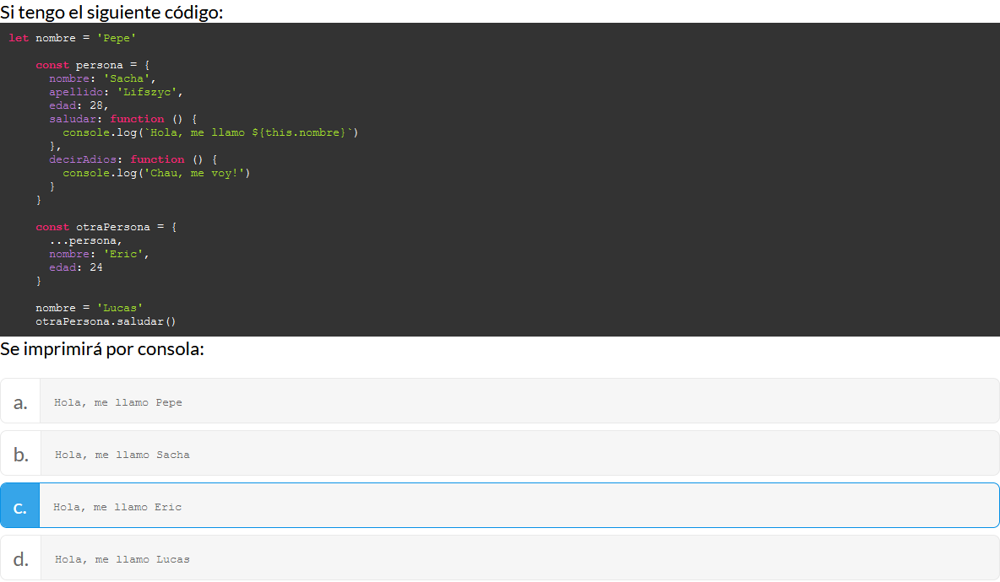 Si tengo el siguiente código:
let nombre = 'Pepe'
const persona = {
nombre: 'Sacha',
apellido: 'Lifszyc',
edad: 28,
saludar: function () {
console.log(`Hola, me llamo ${this.nombre}`)
},
decirAdios: function () {
console.log('Chau, me voy!')
}
}
const otraPersona = {
...persona,
nombre: 'Eric',
edad: 24
}
nombre = 'Lucas'
otraPersona.saludar()
Se imprimirá por consola:
a. Hola, me llamo Pepe
b. Hola, me llamo Sacha
c. Hola, me llamo Eric
d. Hola, me llamo Lucas